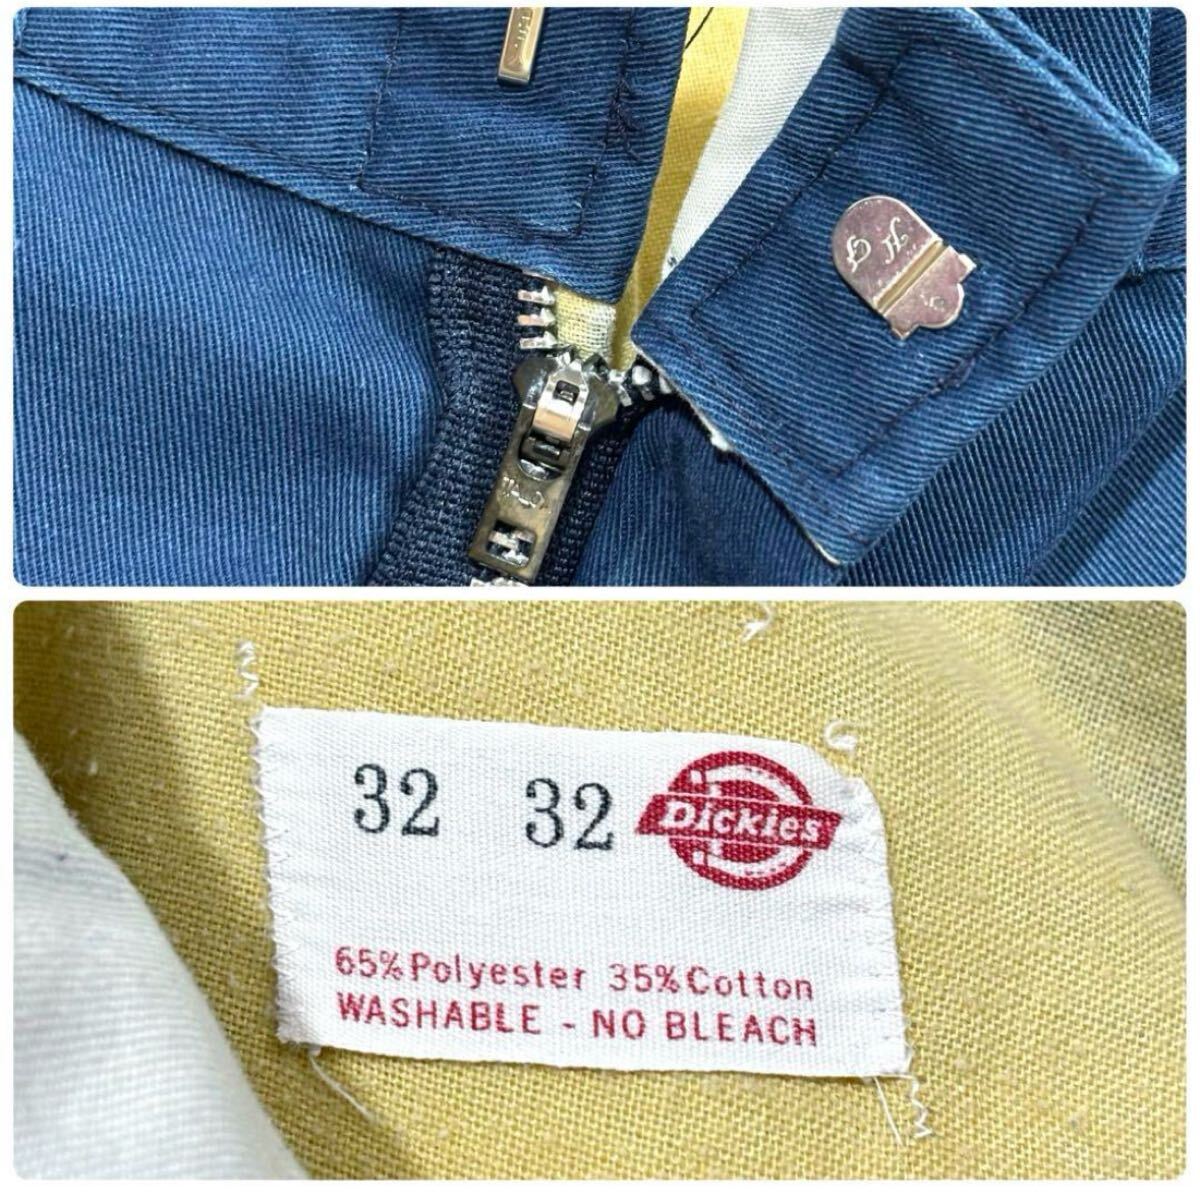 32 32
Dickies
65% Polyester 35% Cotton
WASHABLE - NO BLEACH